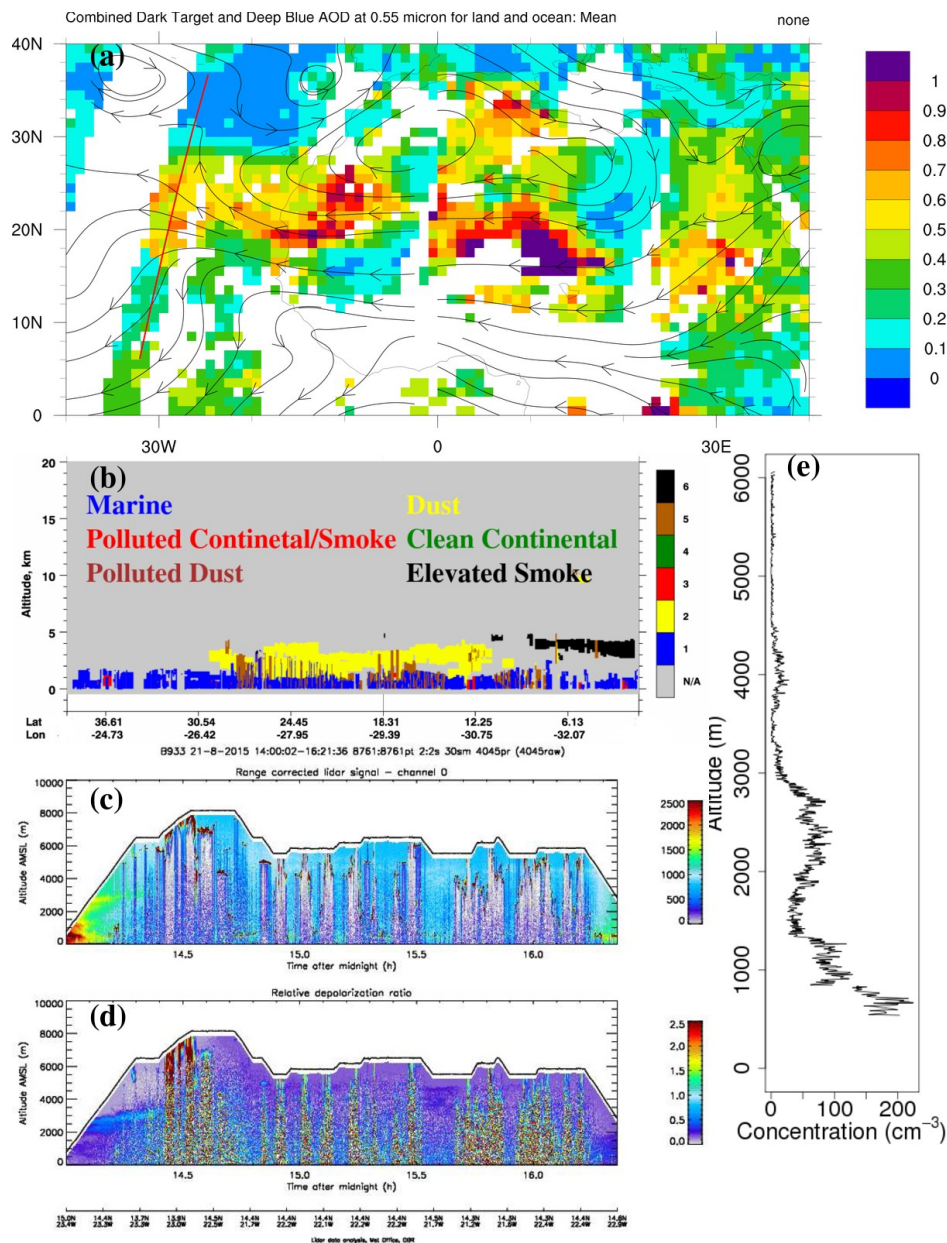 Combined Dark Target and Deep Blue AOD at 0.55 micron for land and ocean: Mean none
(a)
40N
30N
20N
10N
0
30W 0 30E
1
0.9
0.8
0.7
0.6
0.5
0.4
0.3
0.2
0.1
0
(b)
Marine Dust
Polluted Continetal/Smoke Clean Continental
Polluted Dust Elevated Smoke
Altitude, km
20
15
10
5
0
6
5
4
3
2
1
N/A
Lat 36.61 30.54 24.45 18.31 12.25 6.13
Lon -24.73 -26.64 -27.95 -29.39 -30.75 -32.07
B933 21-8-2015 14:00:02-16:21:36 8761:8761pt 2:2s 30sm 4045pr (4045raw)
Range corrected lidar signal - channel 0
(c)
Altitude AMSL (m)
10000
8000
6000
4000
2000
0
14.5 15.0 15.5 16.0
Time after midnight (h)
2500
2000
1500
1000
500
0
Relative depolarization ratio
(d)
Altitude AMSL (m)
10000
8000
6000
4000
2000
0
14.5 15.0 15.5 16.0
Time after midnight (h)
2.5
2.0
1.5
1.0
0.5
0.0
Lidar data analysis, Met Office, OBR
(e)
Altitude (m)
6000
5000
4000
3000
2000
1000
0
0 100 200
Concentration (cm⁻³)